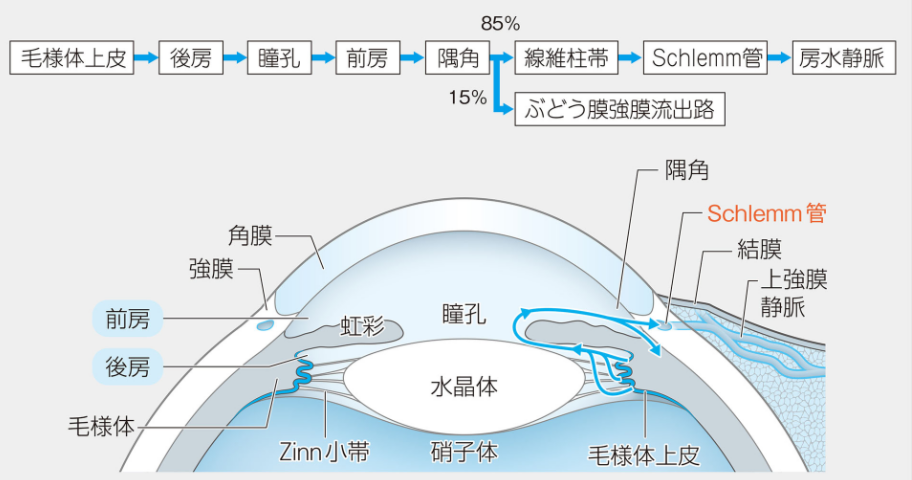 85%
毛様体上皮
後房
瞳孔
前房
隅角
線維柱帯
Schlemm管
房水静脈
15%
ぶどう膜強膜流出路
隅角
Schlemm管
角膜
結膜
強膜
上強膜
静脈
前房
虹彩
瞳孔
後房
水晶体
毛様体
Zinn小帯
硝子体
毛様体上皮